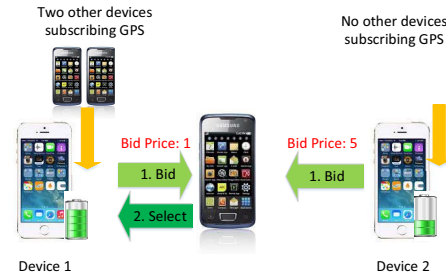 Two other devices
subscribing GPS
No other devices
subscribing GPS
Bid Price: 1
Bid Price: 5
1. Bid
1. Bid
2. Select
Device 1
Device 2